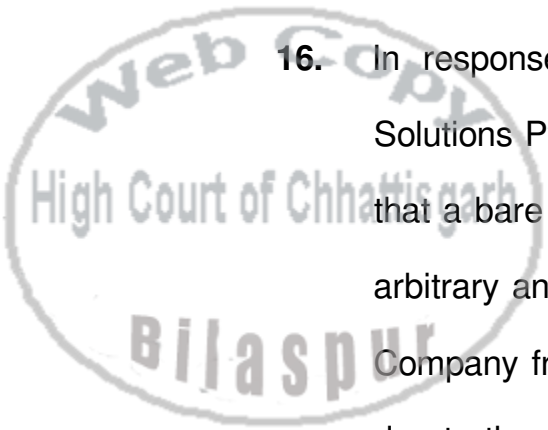 Web Copy
16. In response
Solutions P
High Court of Chhattisgarh
that a bare
arbitrary an
Bilaspur
Company fr